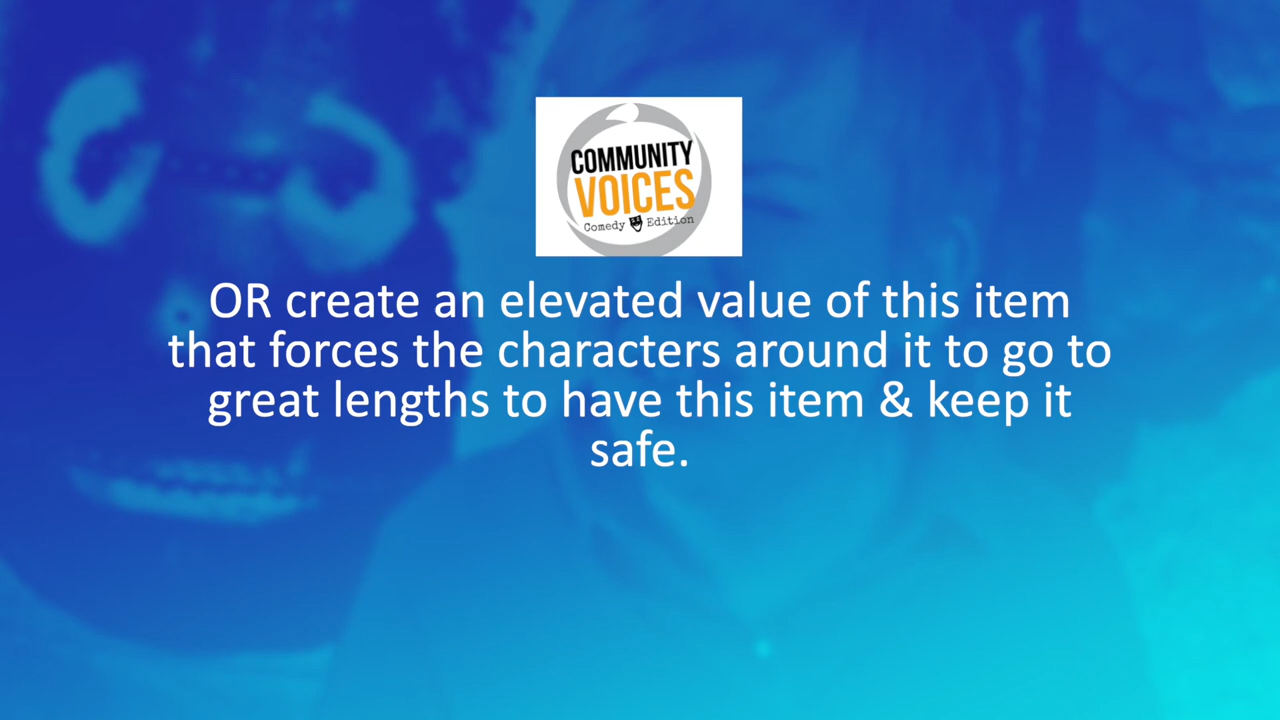 COMMUNITY
VOICES
Comedy Edition
OR create an elevated value of this item
that forces the characters around it to go to
great lengths to have this item & keep it
safe.